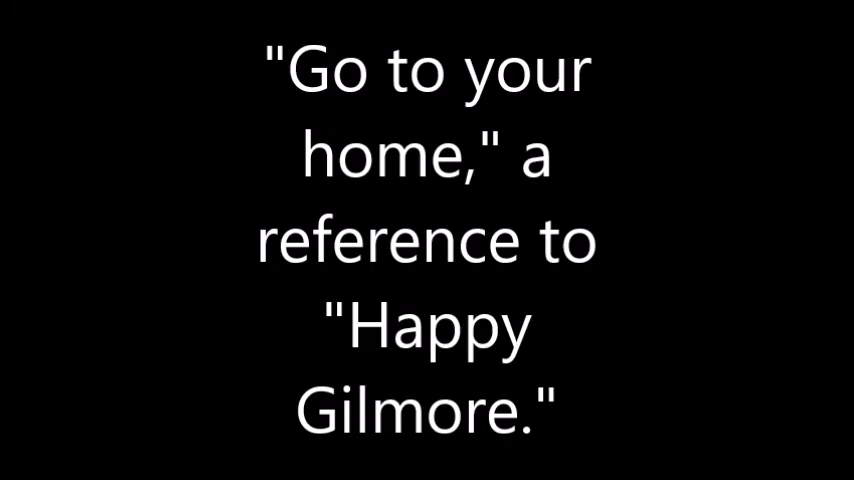 "Go to your
home," a
reference to
"Happy
Gilmore."